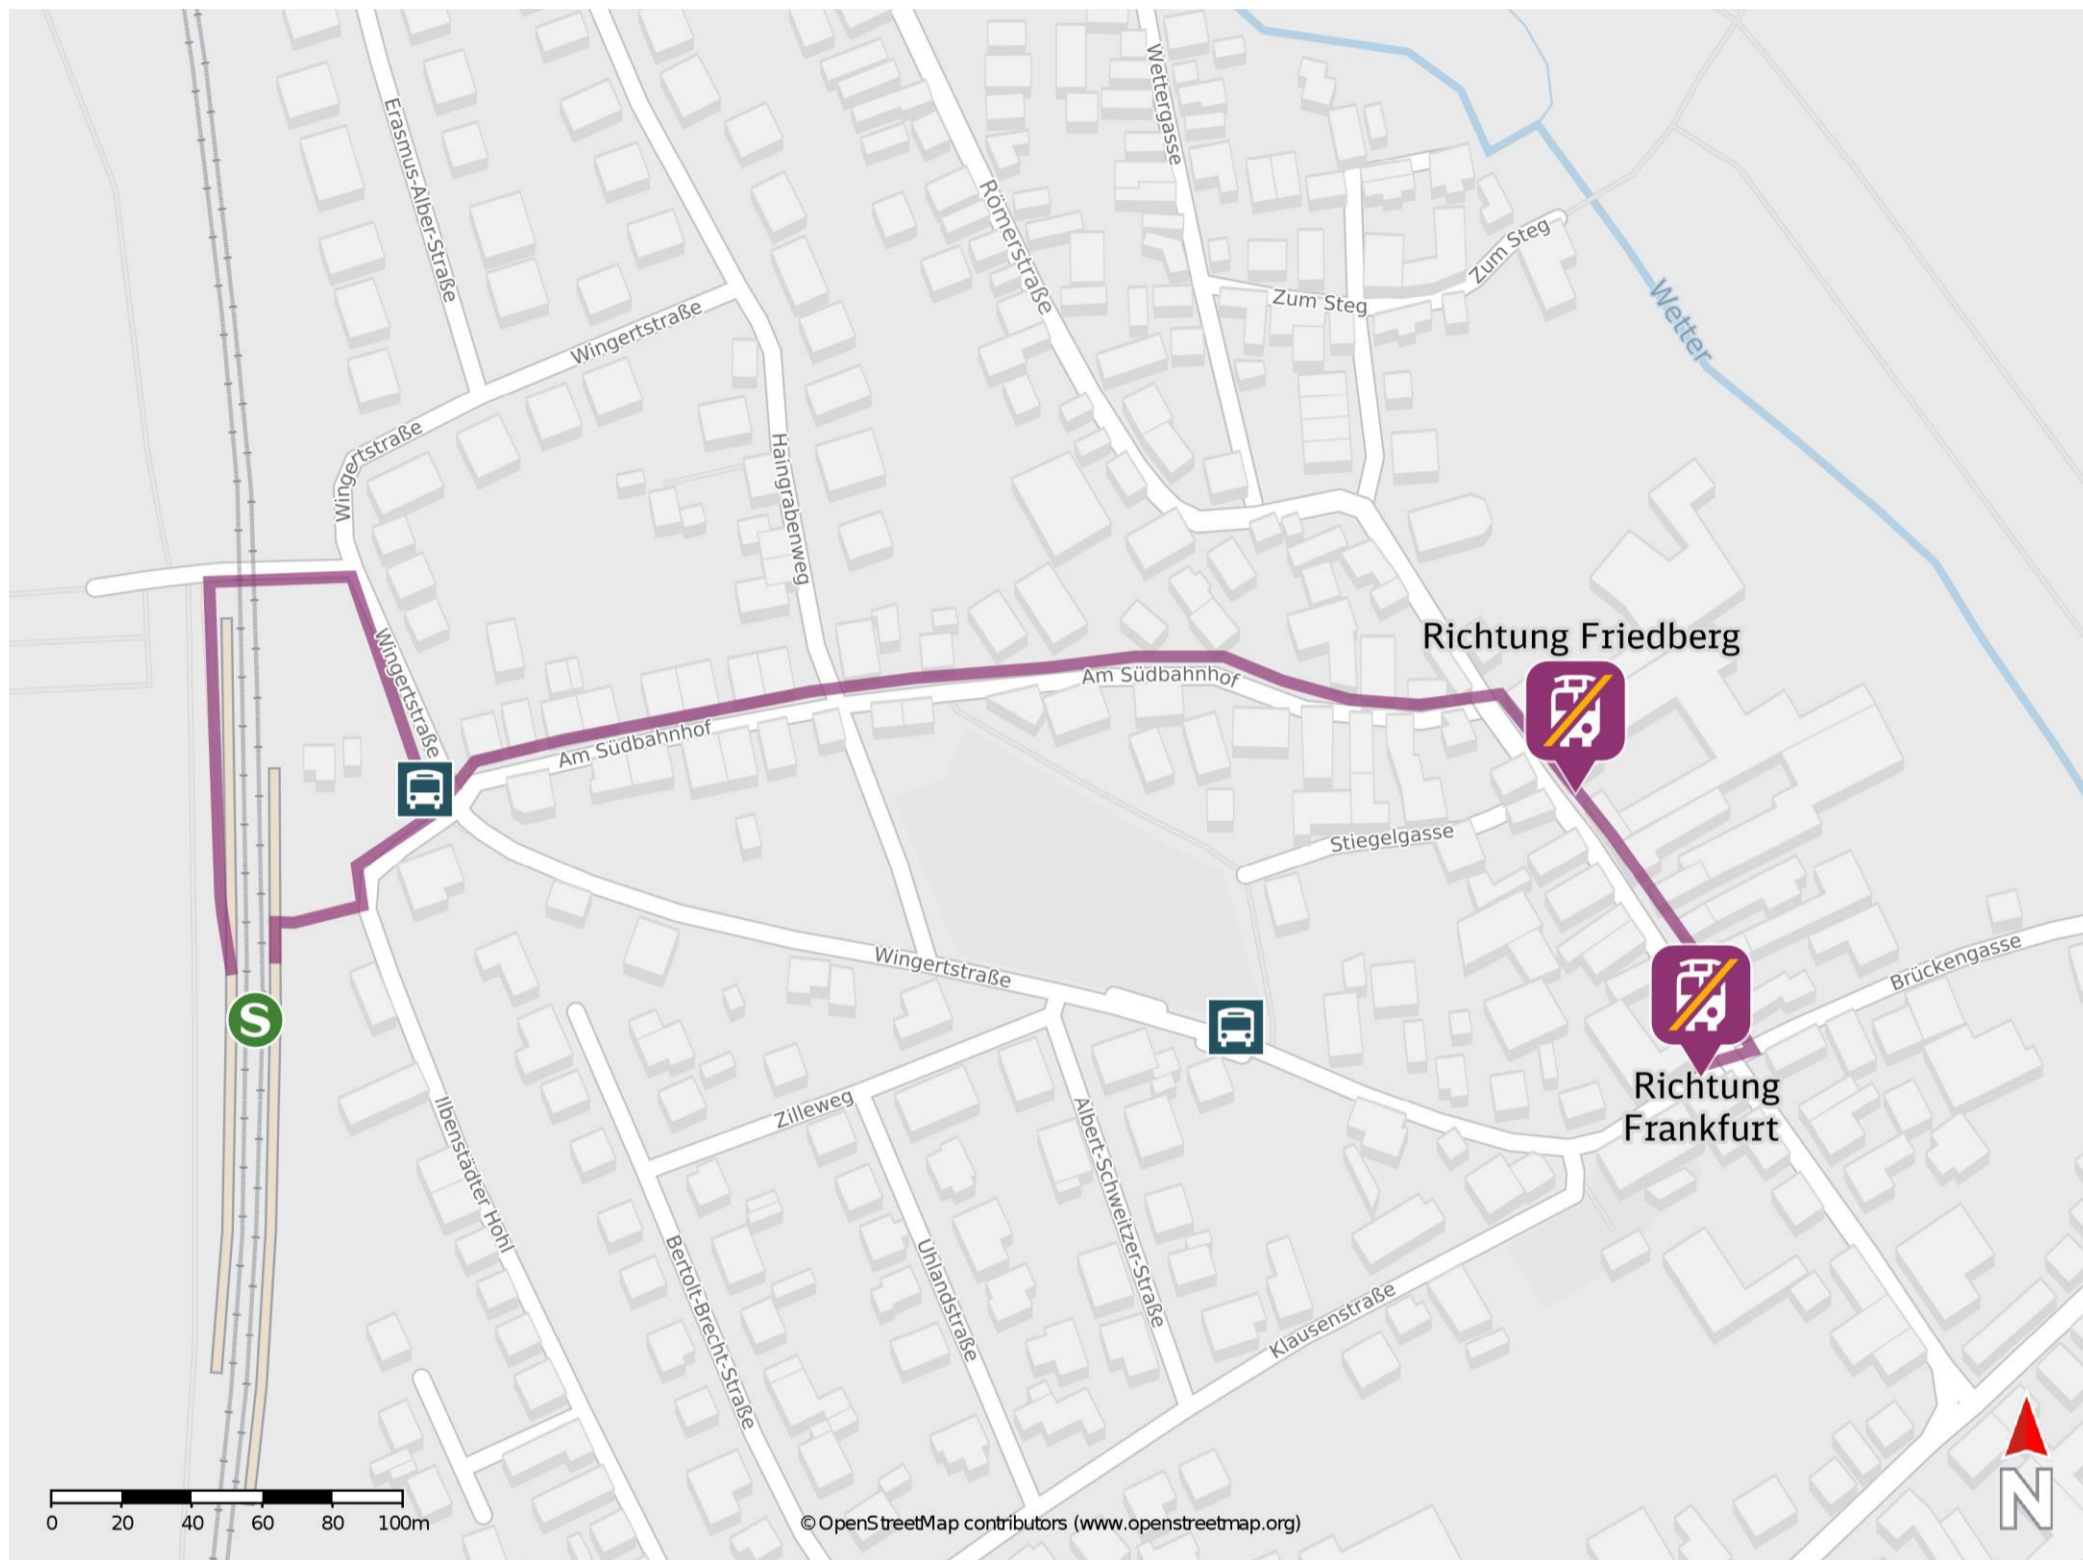 Wettergasse
Erasmus-Alber-Straße
Römerstraße
Zum Steg
Zum Steg
Wetter
Wingertstraße
Wingertstraße
Haingrabenweg
Wingertstraße
Richtung Friedberg
Am Südbahnhof
Am Südbahnhof
Stiegelgasse
Wingertstraße
Brückengasse
S
Richtung
Frankfurt
Zilleweg
Ilbenstädter Hohl
Albert-Schweitzer-Straße
Bertolt-Brecht-Straße
Uhlandstraße
Klausenstraße
N
0 20 40 60 80 100m
© OpenStreetMap contributors (www.openstreetmap.org)